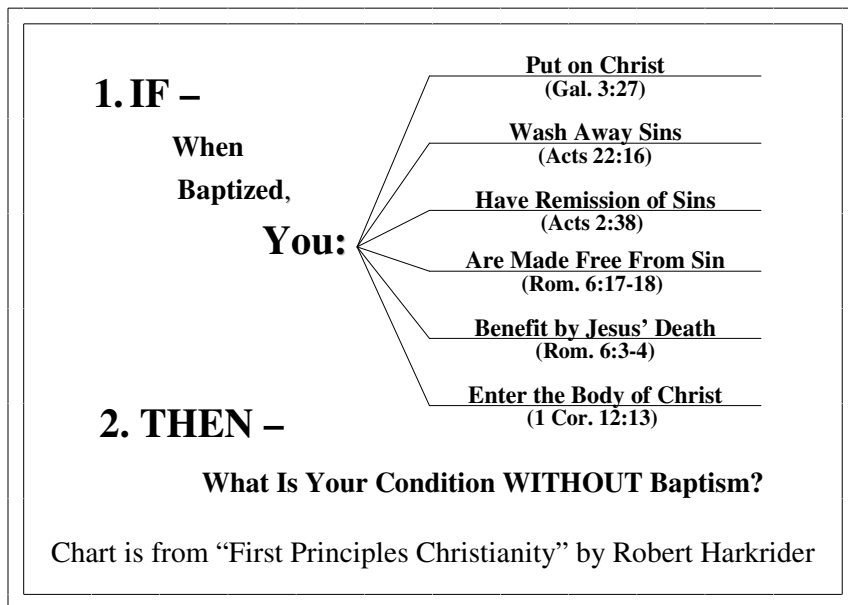 1. IF –
When
Baptized,
You:
Put on Christ
(Gal. 3:27)
Wash Away Sins
(Acts 22:16)
Have Remission of Sins
(Acts 2:38)
Are Made Free From Sin
(Rom. 6:17-18)
Benefit by Jesus’ Death
(Rom. 6:3-4)
Enter the Body of Christ
(1 Cor. 12:13)
2. THEN –
What Is Your Condition WITHOUT Baptism?
Chart is from “First Principles Christianity” by Robert Harkrider